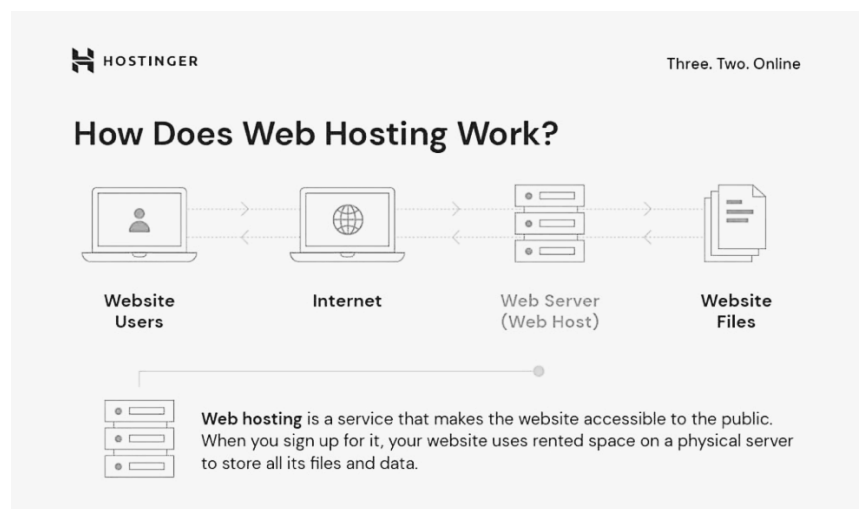 HOSTINGER
Three. Two. Online
How Does Web Hosting Work?
Website
Users
Internet
Web Server
(Web Host)
Website
Files
Web hosting is a service that makes the website accessible to the public.
When you sign up for it, your website uses rented space on a physical server
to store all its files and data.